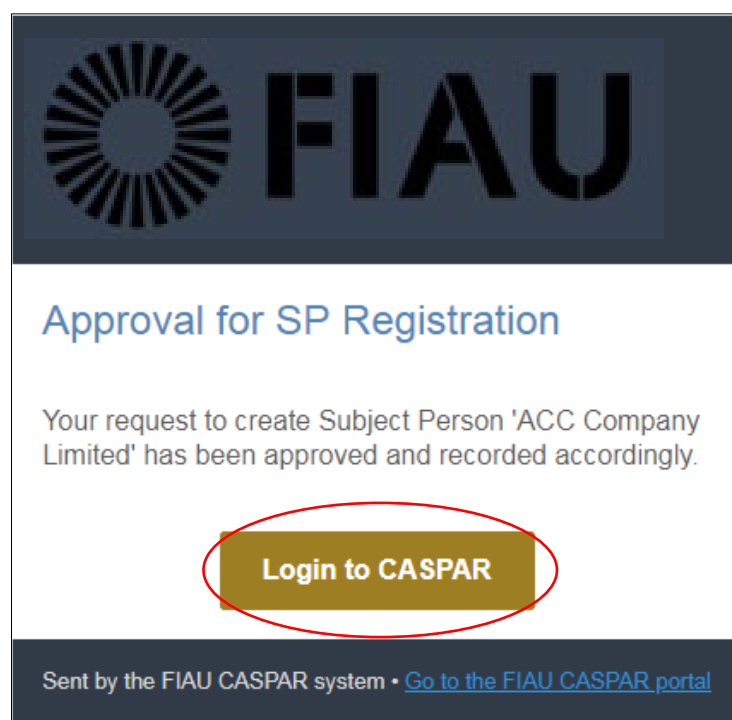 FIAU
Approval for SP Registration
Your request to create Subject Person 'ACC Company
Limited' has been approved and recorded accordingly.
Login to CASPAR
Sent by the FIAU CASPAR system • Go to the FIAU CASPAR portal